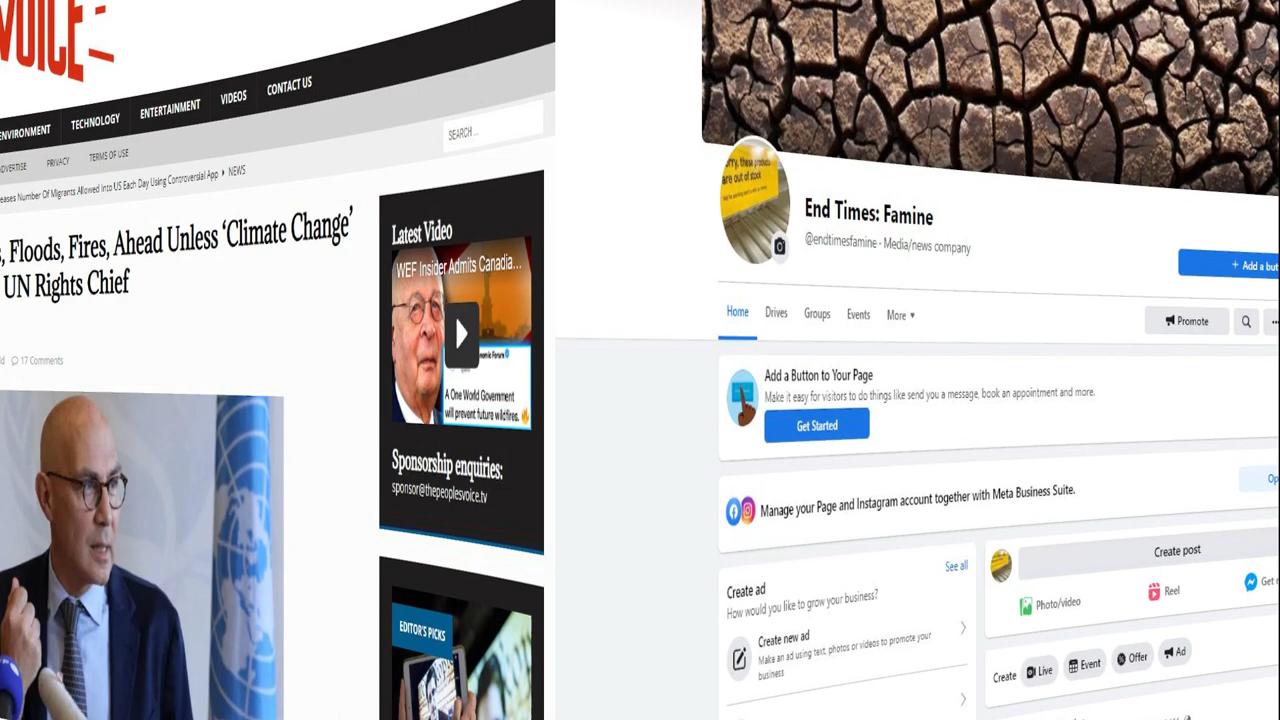 VOICE
ENVIRONMENT
TECHNOLOGY
ENTERTAINMENT
VIDEOS
CONTACT US
ADVERTISE
PRIVACY
TERMS OF USE
SEARCH ...
Number Of Migrants Allowed Into US Each Day Using Controversial App
NEWS
Floods, Fires, Ahead Unless ‘Climate Change’
UN Rights Chief
17 Comments
Latest Video
WEF Insider Admits Canadia...
A One World Government
will prevent future wildfires.
Sponsorship enquiries:
sponsor@thepeoplesvoice.tv
EDITOR'S PICKS
these products
are out of stock
End Times: Famine
@endtimesfamine · Media/news company
+ Add a but
Home
Drives
Groups
Events
More
Promote
Add a Button to Your Page
Make it easy for visitors to do things like send you a message, book an appointment and more.
Get Started
Manage your Page and Instagram account together with Meta Business Suite.
Op
Create ad
See all
How would you like to grow your business?
Create new ad
Make an ad using text, photos or videos to promote your
business
Create post
Photo/video
Reel
Get
Create
Live
Event
Offer
Ad